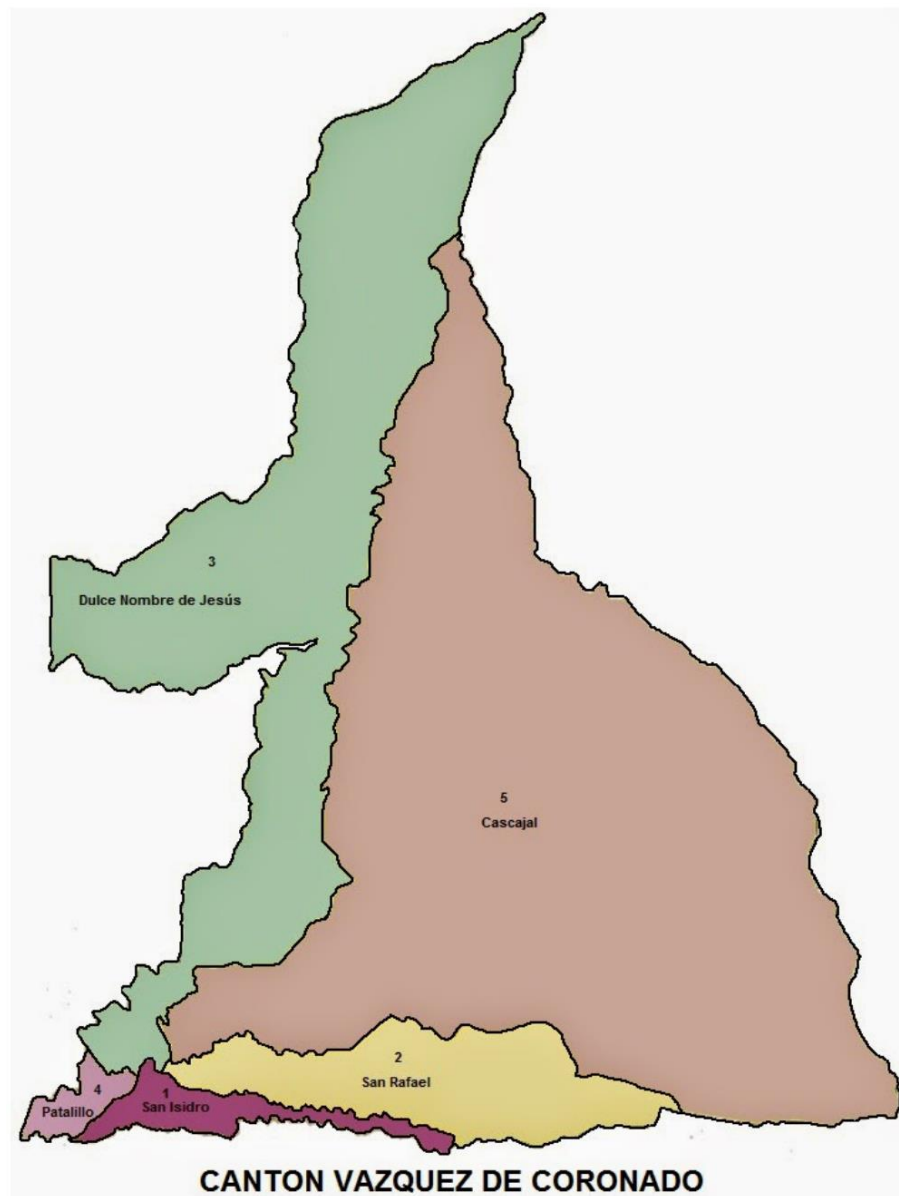 3
Dulce Nombre de Jesús
5
Cascajal
2
San Rafael
4
Patalillo
1
San Isidro
CANTON VAZQUEZ DE CORONADO